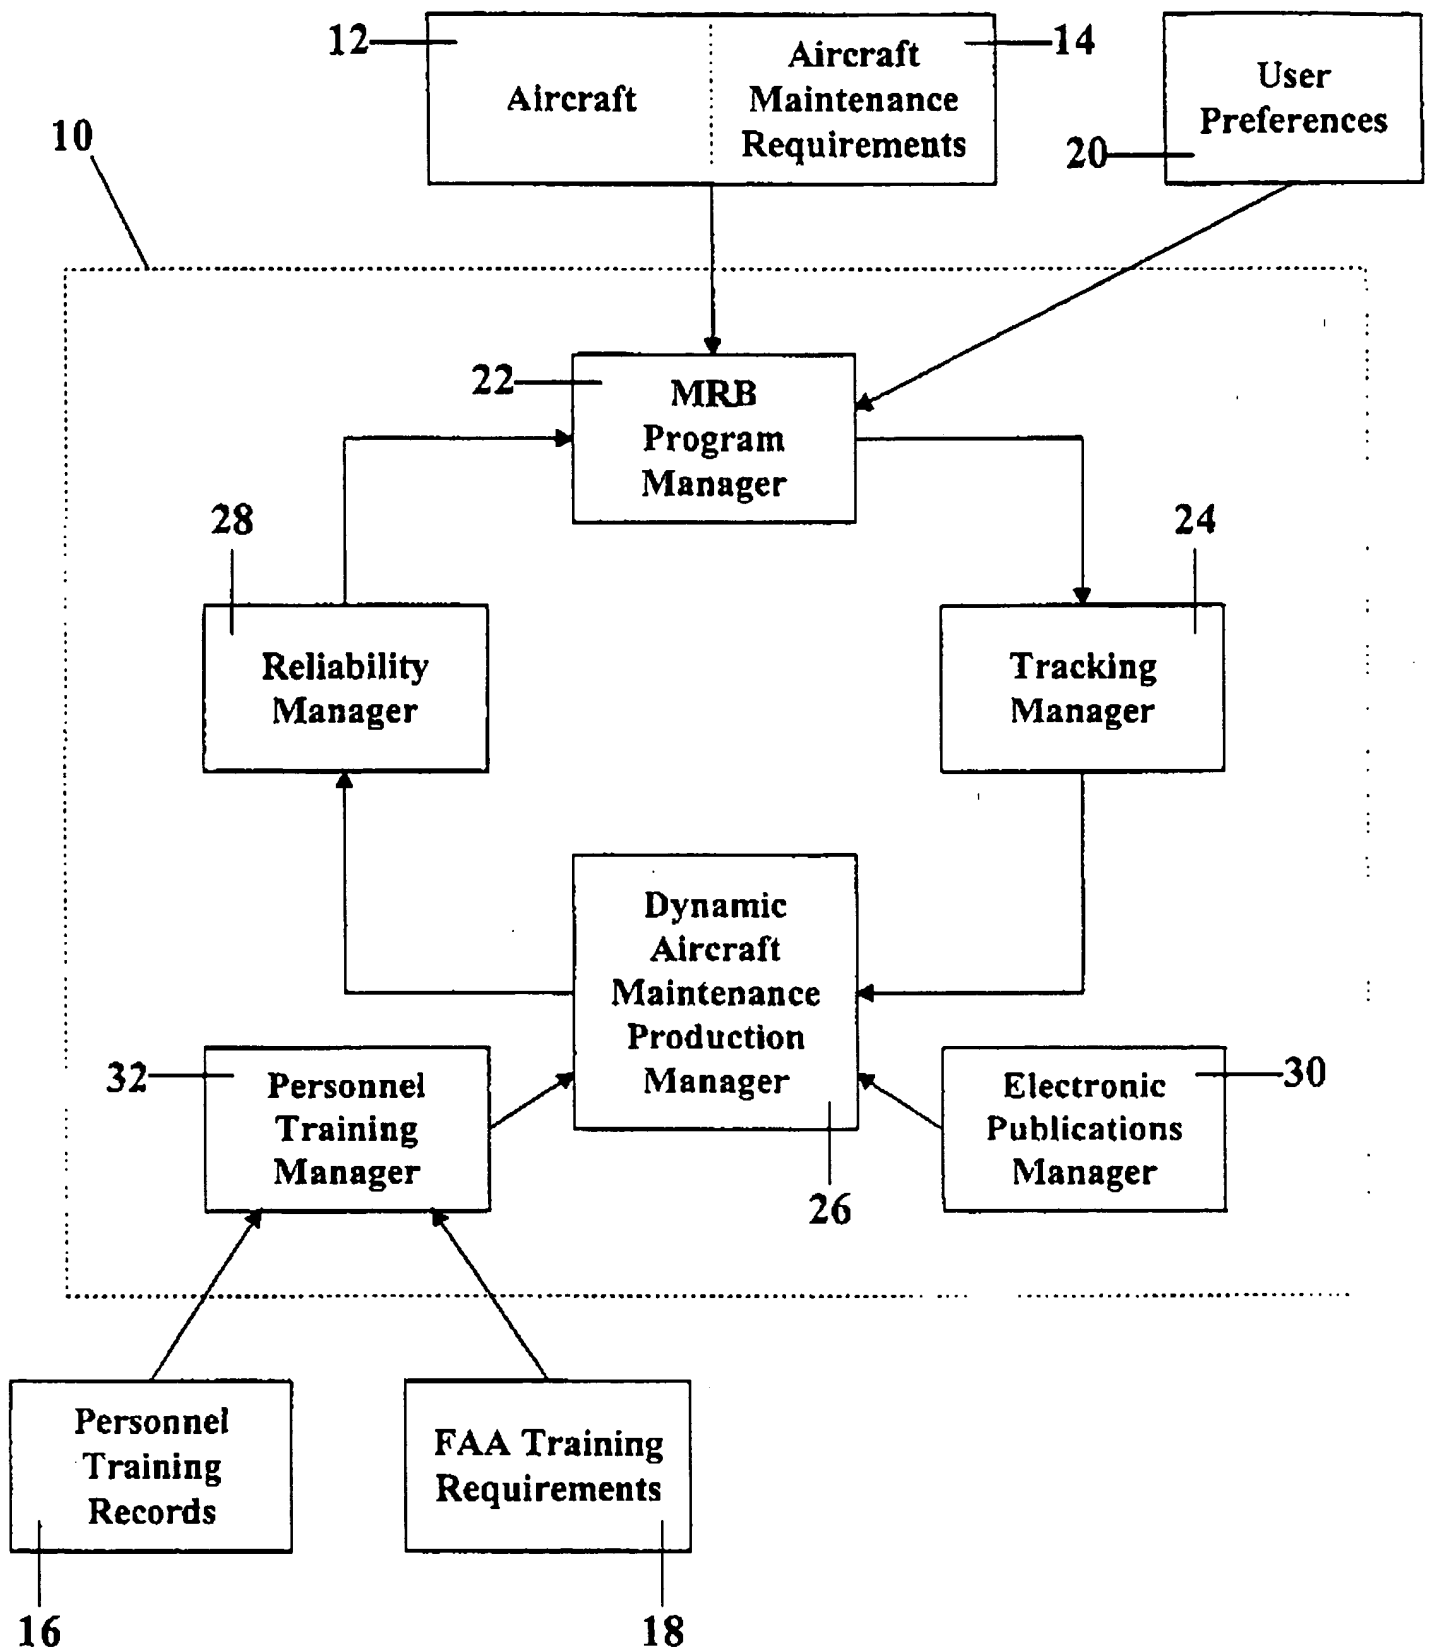 12
Aircraft
Aircraft
Maintenance
Requirements
14
User
Preferences
20
10
22
MRB
Program
Manager
28
Reliability
Manager
24
Tracking
Manager
Dynamic
Aircraft
Maintenance
Production
Manager
26
32
Personnel
Training
Manager
Electronic
Publications
Manager
30
Personnel
Training
Records
16
FAA Training
Requirements
18